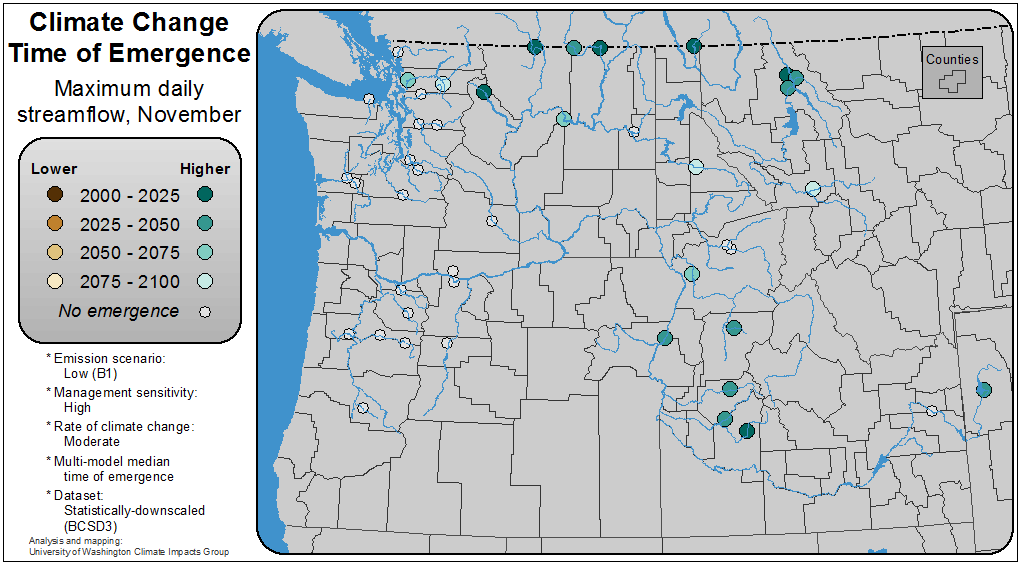 Climate Change
Time of Emergence
Maximum daily
streamflow, November
Lower Higher
2000 - 2025
2025 - 2050
2050 - 2075
2075 - 2100
No emergence
* Emission scenario:
Low (B1)
* Management sensitivity:
High
* Rate of climate change:
Moderate
* Multi-model median
time of emergence
* Dataset:
Statistically-downscaled
(BCSD3)
Analysis and mapping:
University of Washington Climate Impacts Group
Counties